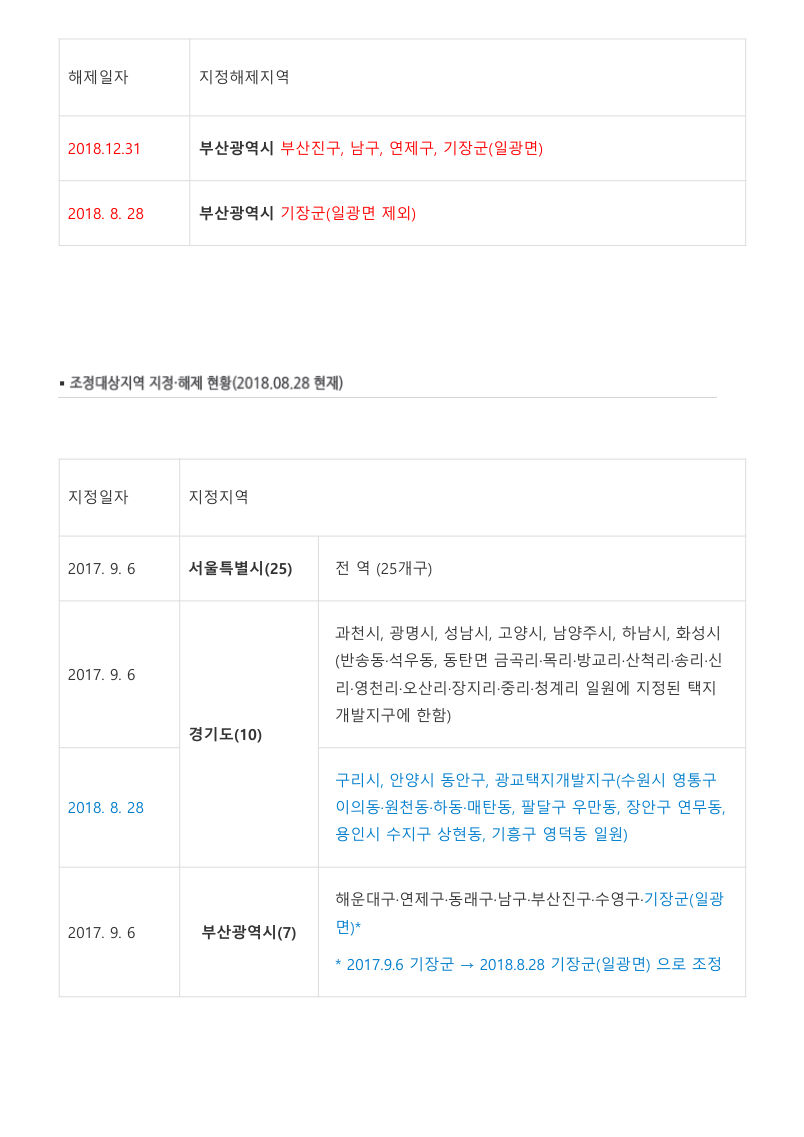 해제일자 지정해제지역
2018.12.31 부산광역시 부산진구, 남구, 연제구, 기장군(일광면)
2018. 8. 28 부산광역시 기장군(일광면 제외)
▪ 조정대상지역 지정·해제 현황(2018.08.28 현재)
지정일자 지정지역
2017. 9. 6 서울특별시(25) 전 역 (25개구)
2017. 9. 6
경기도(10)
과천시, 광명시, 성남시, 고양시, 남양주시, 하남시, 화성시
(반송동·석우동, 동탄면 금곡리·목리·방교리·산척리·송리·신
리·영천리·오산리·장지리·중리·청계리 일원에 지정된 택지
개발지구에 한함)
2018. 8. 28
구리시, 안양시 동안구, 광교택지개발지구(수원시 영통구
이의동·원천동·하동·매탄동, 팔달구 우만동, 장안구 연무동,
용인시 수지구 상현동, 기흥구 영덕동 일원)
2017. 9. 6
부산광역시(7)
해운대구·연제구·동래구·남구·부산진구·수영구·기장군(일광
면)*
* 2017.9.6 기장군 → 2018.8.28 기장군(일광면) 으로 조정